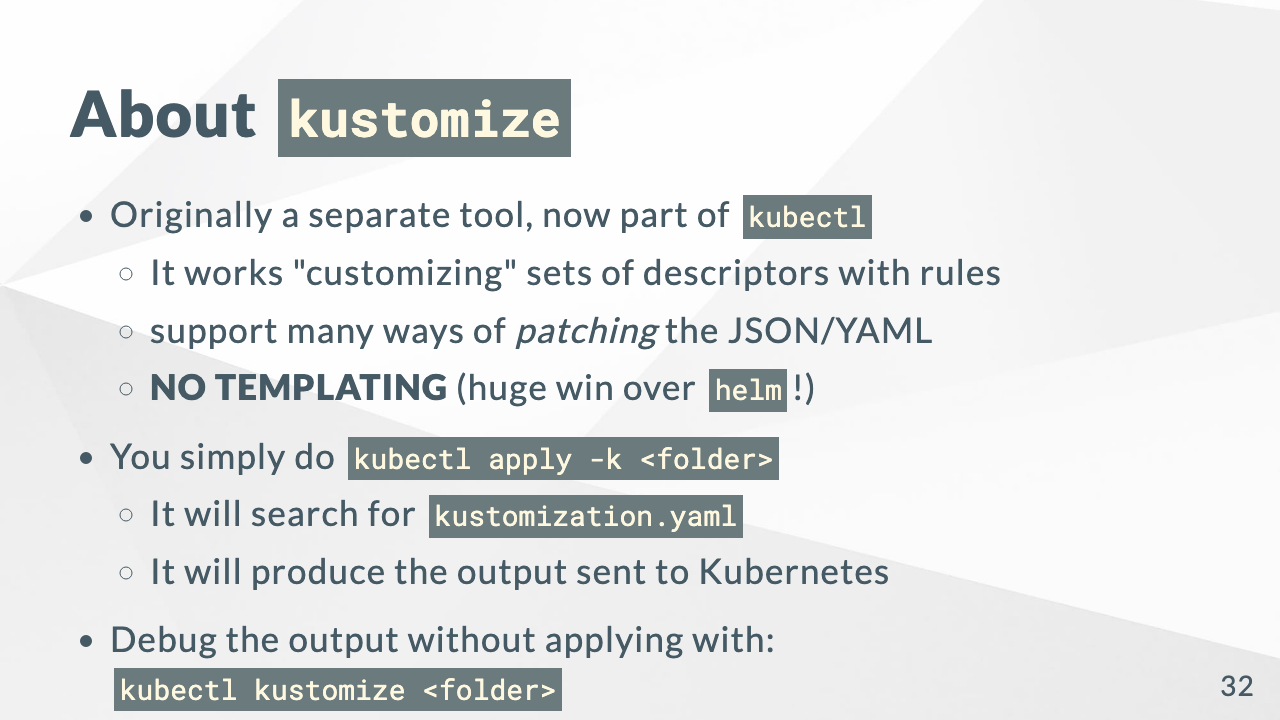 About kustomize
• Originally a separate tool, now part of kubectl
○ It works "customizing" sets of descriptors with rules
○ support many ways of patching the JSON/YAML
○ NO TEMPLATING (huge win over helm!)
• You simply do kubectl apply -k <folder>
○ It will search for kustomization.yaml
○ It will produce the output sent to Kubernetes
• Debug the output without applying with:
kubectl kustomize <folder>
32